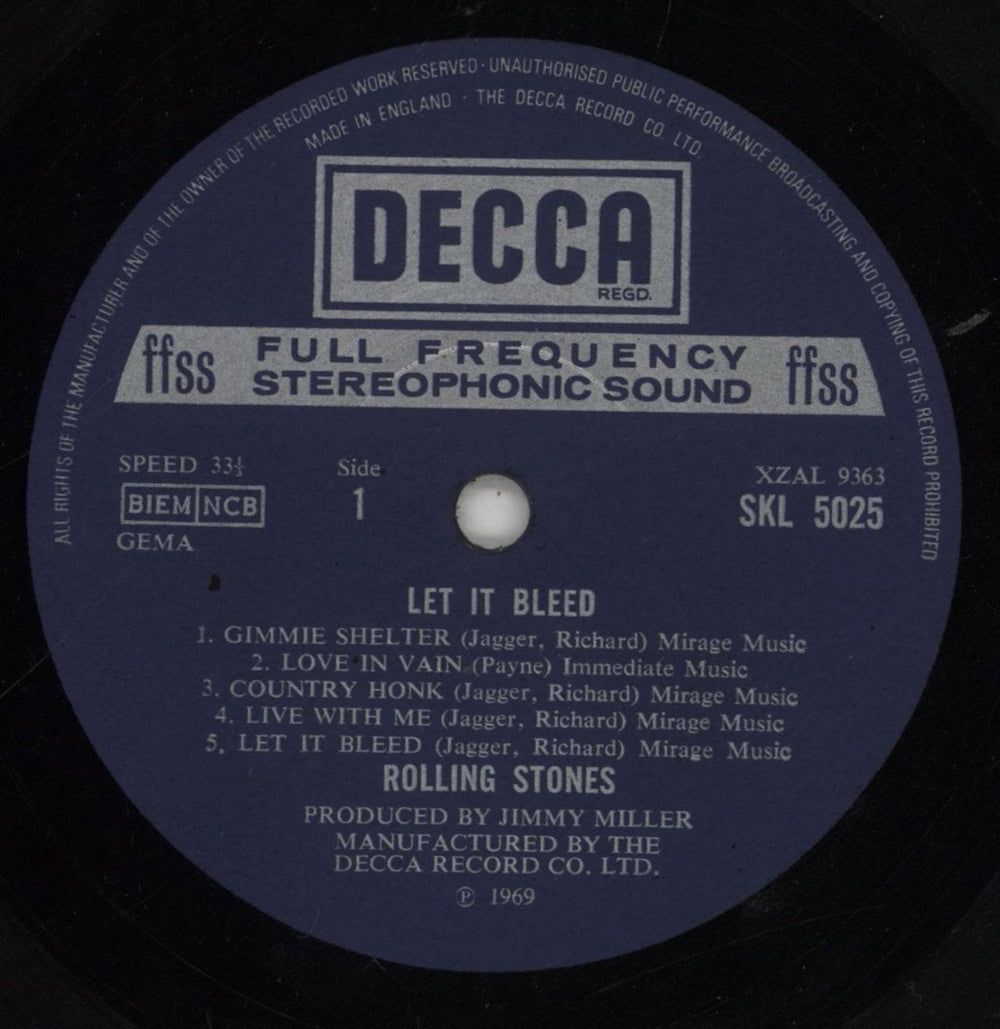 ALL RIGHTS OF THE MANUFACTURER AND OF THE OWNER OF THE RECORDED WORK RESERVED · UNAUTHORISED PUBLIC PERFORMANCE BROADCASTING AND COPYING OF THIS RECORD PROHIBITED
MADE IN ENGLAND · THE DECCA RECORD CO. LTD.
DECCA
REGD.
ffss FULL FREQUENCY STEREOPHONIC SOUND ffss
SPEED 33⅓
Side
1
BIEM NCB
GEMA
XZAL 9363
SKL 5025
LET IT BLEED
1. GIMMIE SHELTER (Jagger, Richard) Mirage Music
2. LOVE IN VAIN (Payne) Immediate Music
3. COUNTRY HONK (Jagger, Richard) Mirage Music
4. LIVE WITH ME (Jagger, Richard) Mirage Music
5. LET IT BLEED (Jagger, Richard) Mirage Music
ROLLING STONES
PRODUCED BY JIMMY MILLER
MANUFACTURED BY THE
DECCA RECORD CO. LTD.
℗ 1969